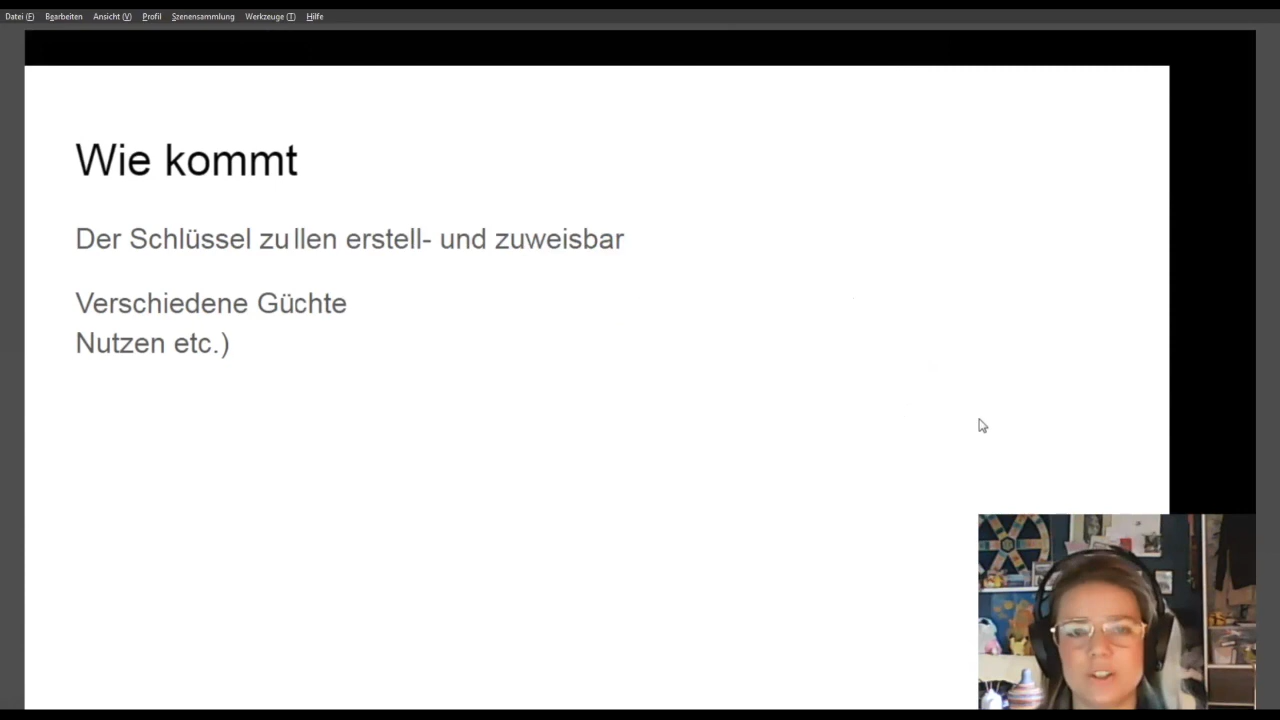 Datei (F) Bearbeiten Ansicht (V) Profil Szenensammlung Werkzeuge (T) Hilfe
Wie kommt
Der Schlüssel zu llen erstell- und zuweisbar
Verschiedene Güchte
Nutzen etc.)